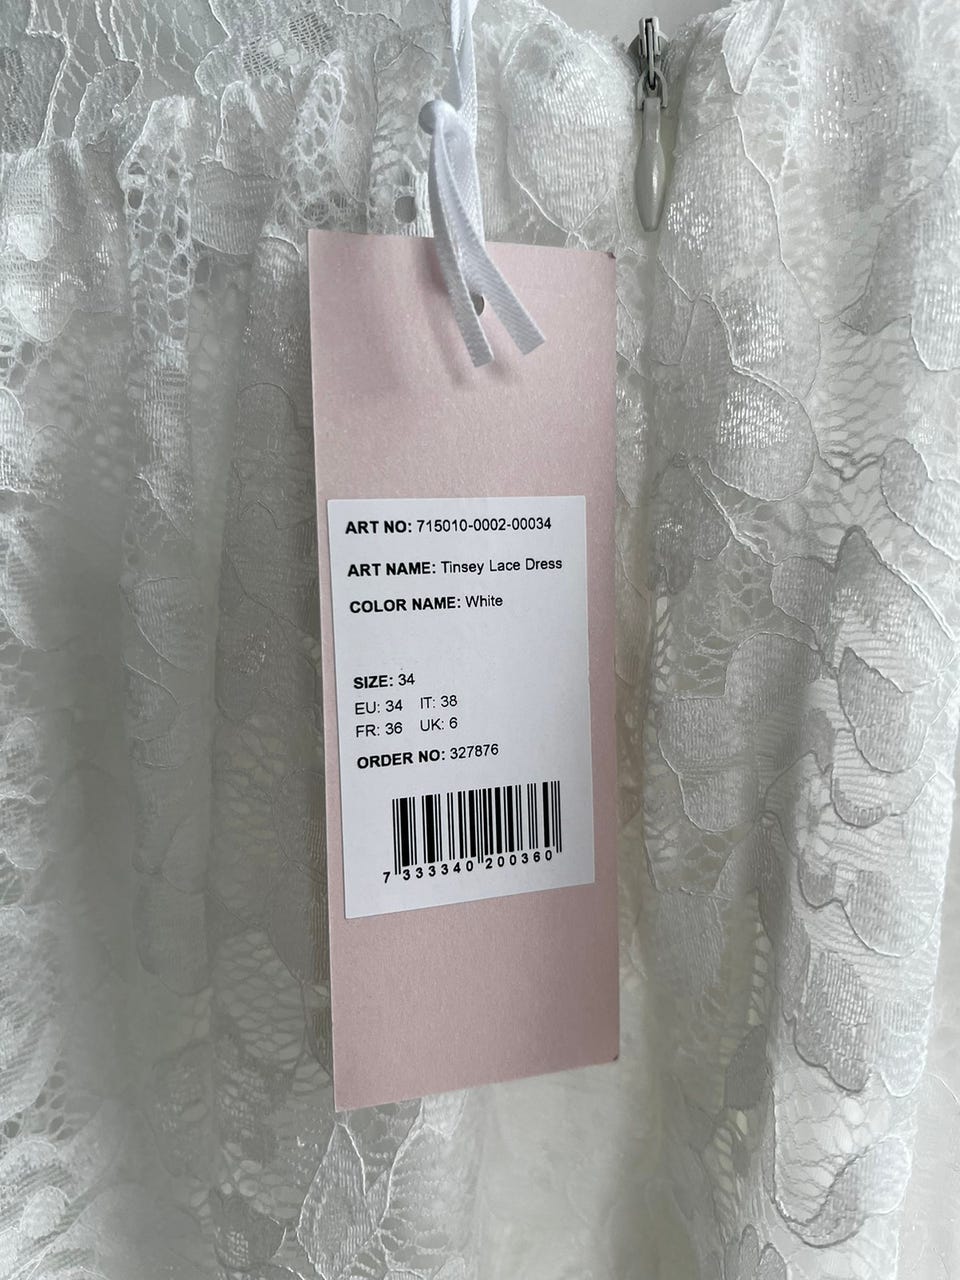 ART NO: 715010-0002-00034
ART NAME: Tinsey Lace Dress
COLOR NAME: White
SIZE: 34
EU: 34 IT: 38
FR: 36 UK: 6
ORDER NO: 327876
7 333340 200360